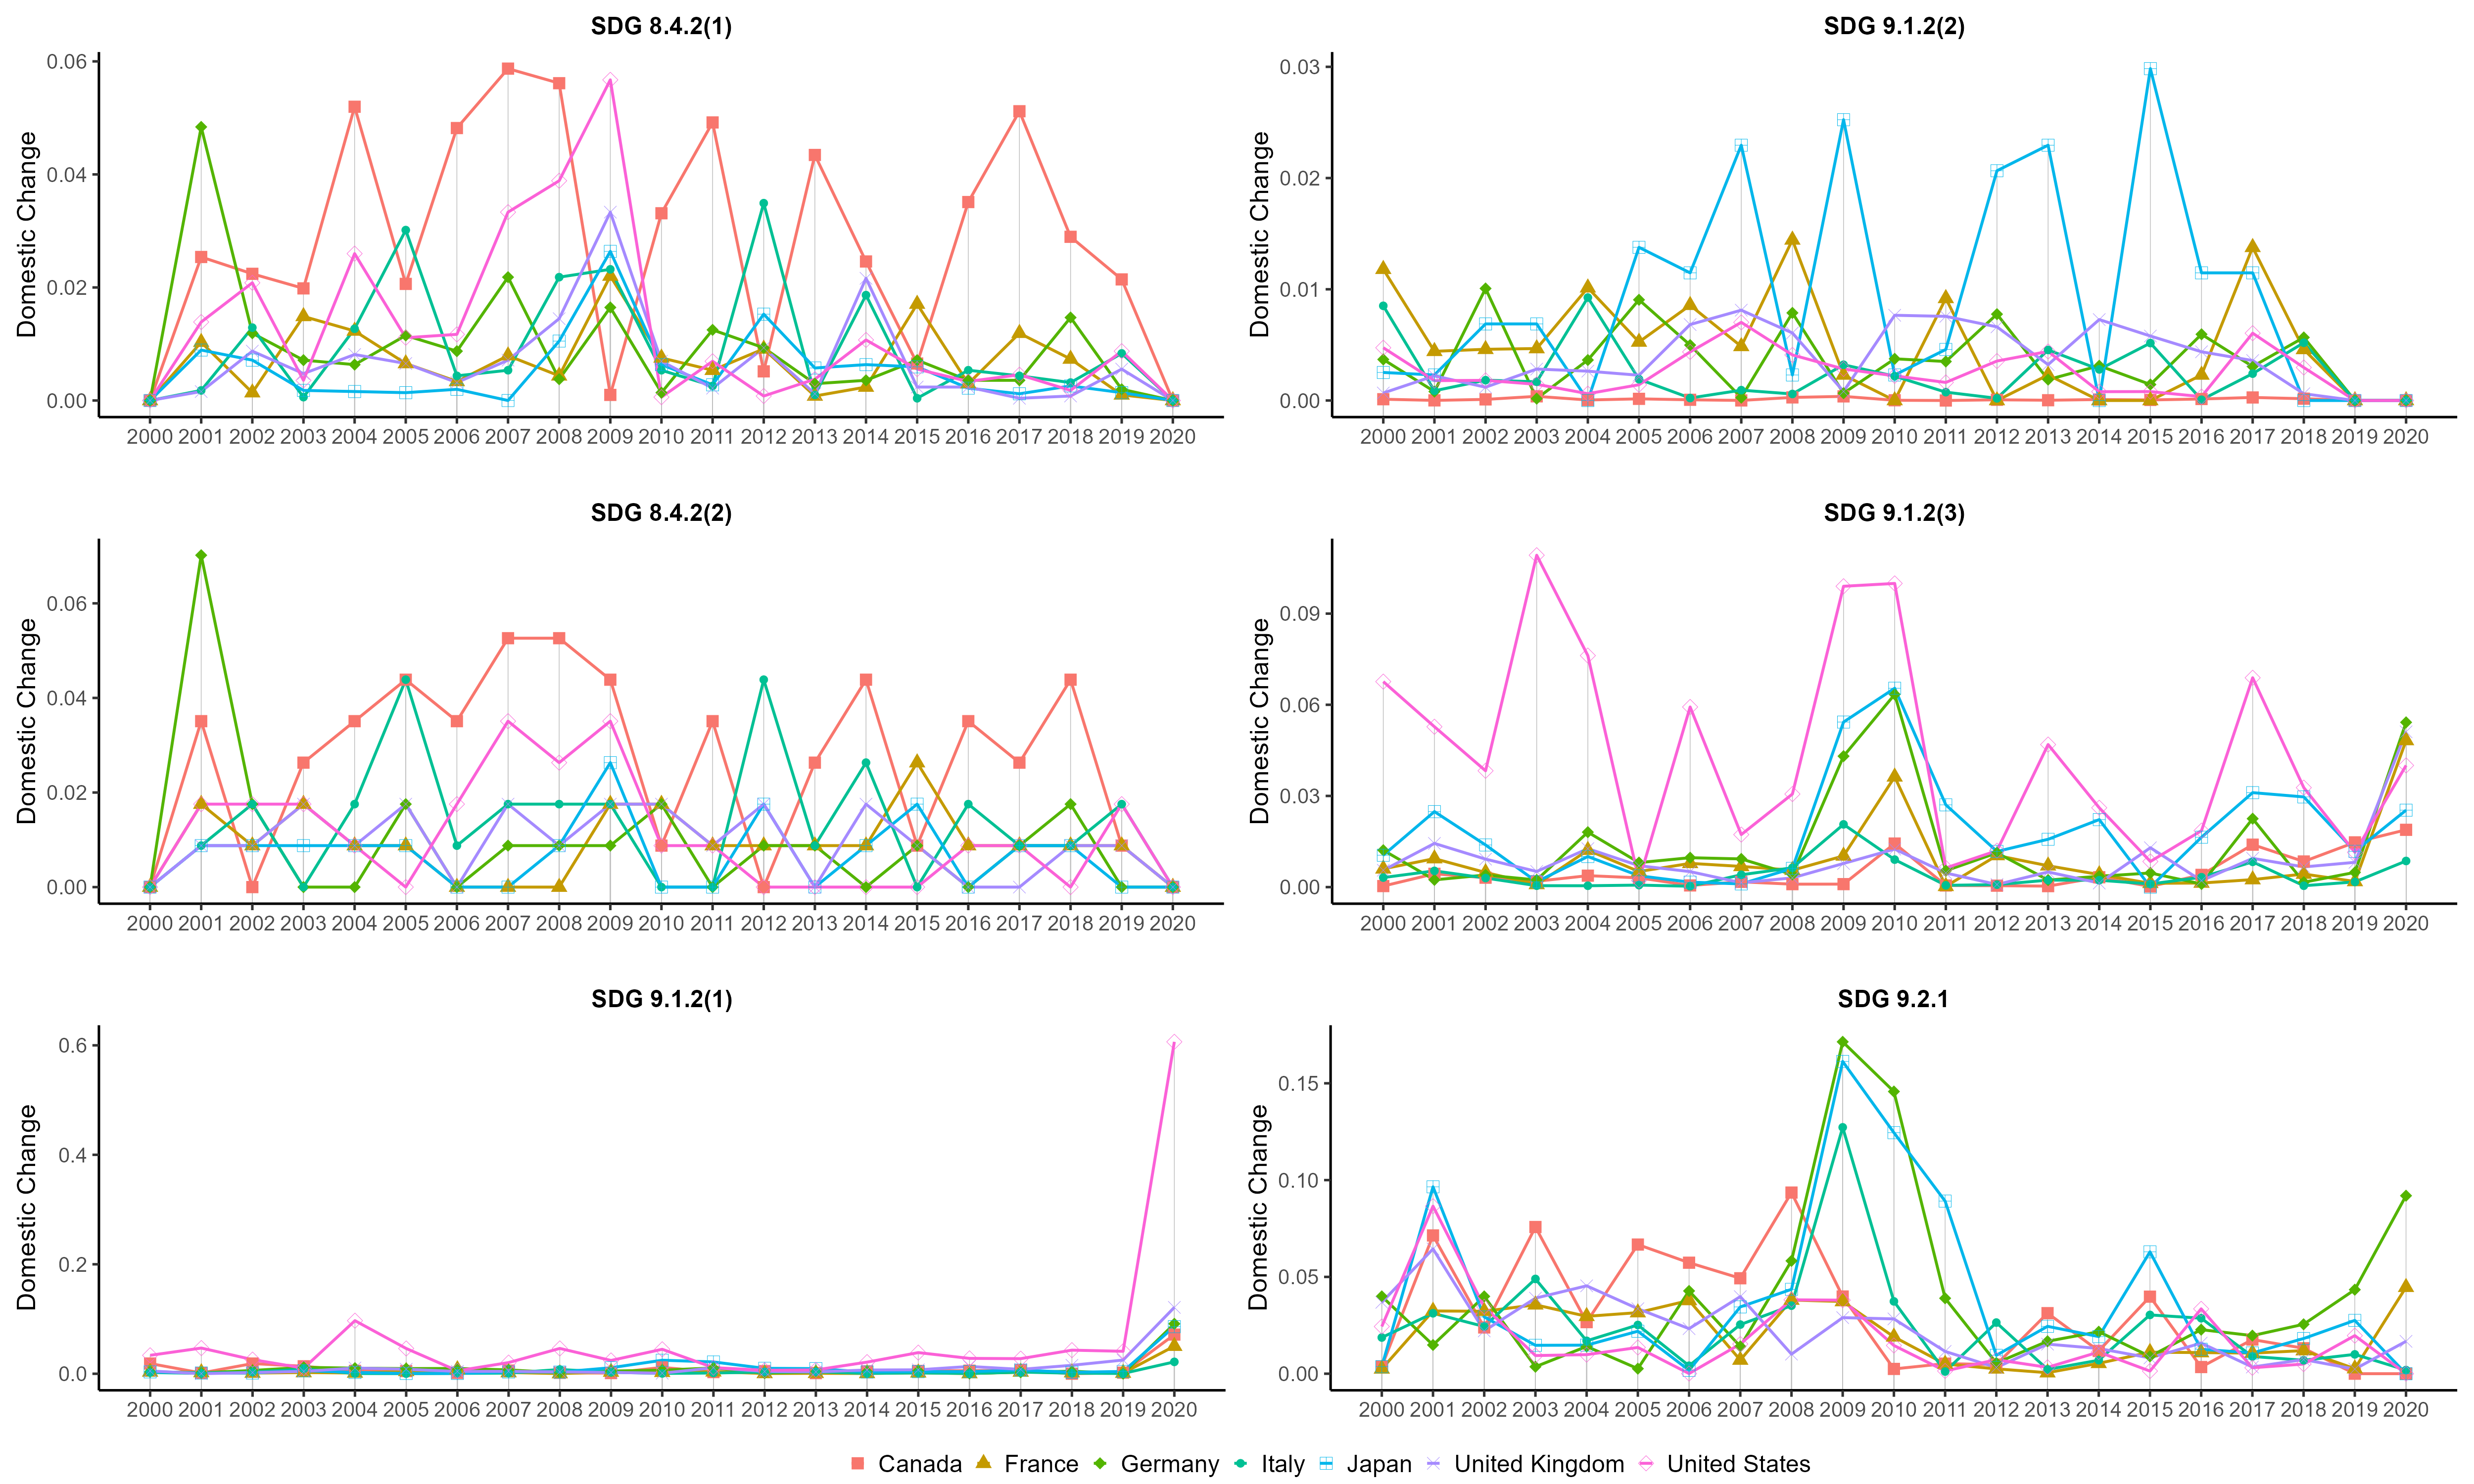 SDG 8.4.2(1)
Domestic Change
0.06
0.04
0.02
0.00
2000 2001 2002 2003 2004 2005 2006 2007 2008 2009 2010 2011 2012 2013 2014 2015 2016 2017 2018 2019 2020
SDG 9.1.2(2)
Domestic Change
0.03
0.02
0.01
0.00
2000 2001 2002 2003 2004 2005 2006 2007 2008 2009 2010 2011 2012 2013 2014 2015 2016 2017 2018 2019 2020
SDG 8.4.2(2)
Domestic Change
0.06
0.04
0.02
0.00
2000 2001 2002 2003 2004 2005 2006 2007 2008 2009 2010 2011 2012 2013 2014 2015 2016 2017 2018 2019 2020
SDG 9.1.2(3)
Domestic Change
0.09
0.06
0.03
0.00
2000 2001 2002 2003 2004 2005 2006 2007 2008 2009 2010 2011 2012 2013 2014 2015 2016 2017 2018 2019 2020
SDG 9.1.2(1)
Domestic Change
0.6
0.4
0.2
0.0
2000 2001 2002 2003 2004 2005 2006 2007 2008 2009 2010 2011 2012 2013 2014 2015 2016 2017 2018 2019 2020
SDG 9.2.1
Domestic Change
0.15
0.10
0.05
0.00
2000 2001 2002 2003 2004 2005 2006 2007 2008 2009 2010 2011 2012 2013 2014 2015 2016 2017 2018 2019 2020
Canada France Germany Italy Japan United Kingdom United States